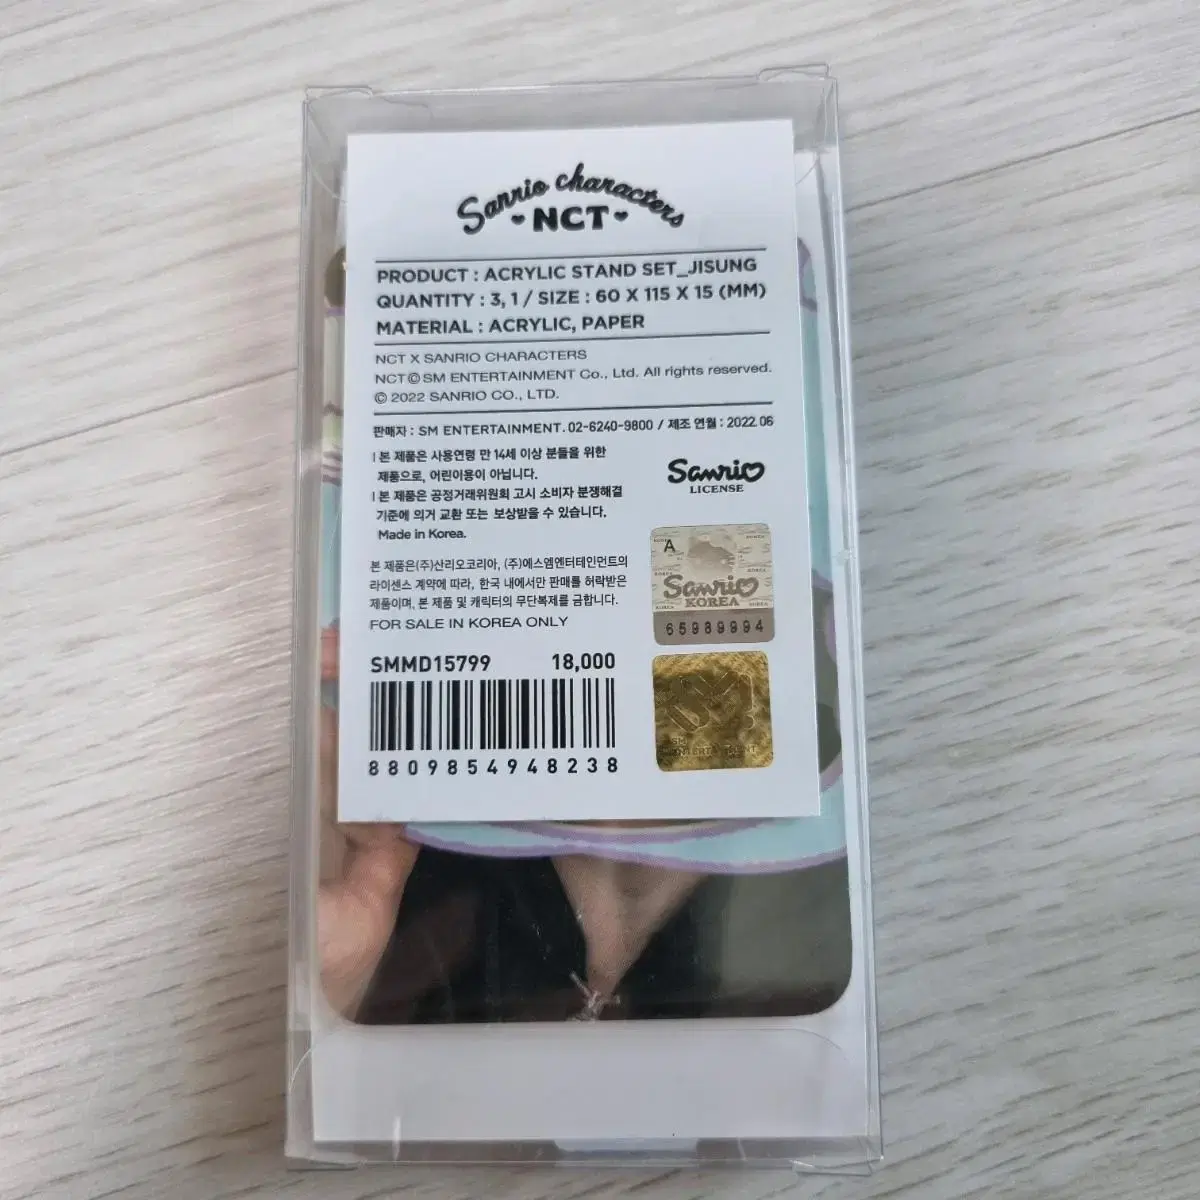 Sanrio characters
NCT
PRODUCT : ACRYLIC STAND SET_JISUNG
QUANTITY : 3, 1 / SIZE : 60 X 115 X 15 (MM)
MATERIAL : ACRYLIC, PAPER
NCT X SANRIO CHARACTERS
NCT © SM ENTERTAINMENT Co., Ltd. All rights reserved.
© 2022 SANRIO CO., LTD.
판매자 : SM ENTERTAINMENT. 02-6240-9800 / 제조 연월 : 2022.06
I 본 제품은 사용연령 만 14세 이상 분들을 위한
제품으로, 어린이용이 아닙니다.
I 본 제품은 공정거래위원회 고시 소비자 분쟁해결
기준에 의거 교환 또는 보상받을 수 있습니다.
Made in Korea.
Sanrio
LICENSE
본 제품은(주)산리오코리아, (주)에스엠엔터테인먼트의
라이센스 계약에 따라, 한국 내에서만 판매를 허락받은
제품이며, 본 제품 및 캐릭터의 무단복제를 금합니다.
FOR SALE IN KOREA ONLY
A
Sanrio
KOREA
65989994
SMMD15799 18,000
8809854948238
SM
ENTERTAINMENT